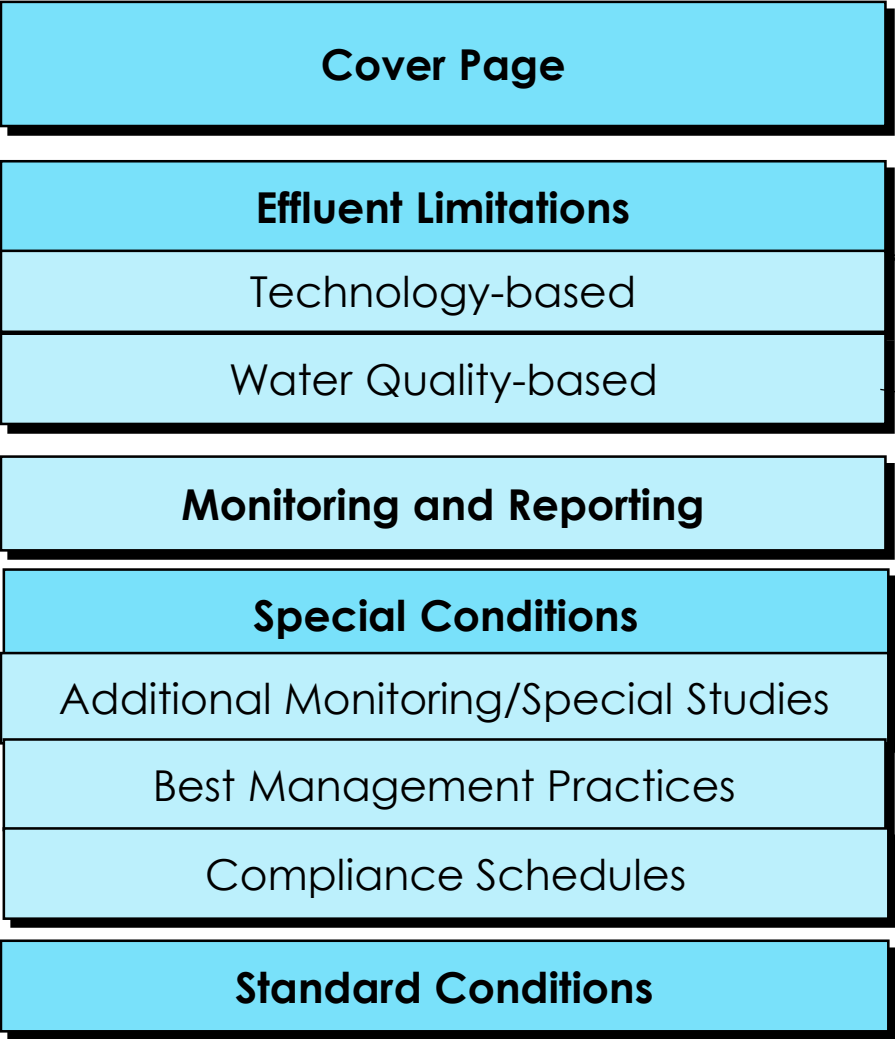 Cover Page
Effluent Limitations
Technology-based
Water Quality-based
Monitoring and Reporting
Special Conditions
Additional Monitoring/Special Studies
Best Management Practices
Compliance Schedules
Standard Conditions